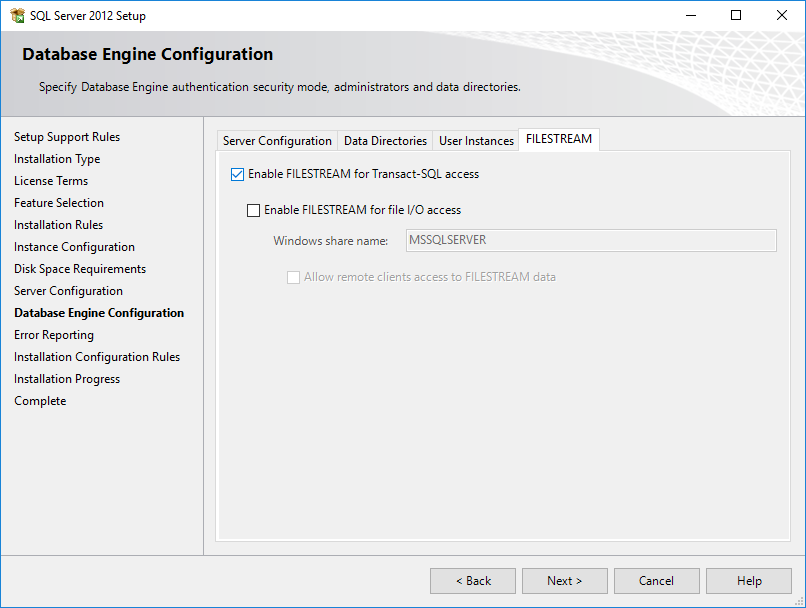 SQL Server 2012 Setup
Database Engine Configuration
Specify Database Engine authentication security mode, administrators and data directories.
Setup Support Rules
Installation Type
License Terms
Feature Selection
Installation Rules
Instance Configuration
Disk Space Requirements
Server Configuration
Database Engine Configuration
Error Reporting
Installation Configuration Rules
Installation Progress
Complete
Server Configuration Data Directories User Instances FILESTREAM
Enable FILESTREAM for Transact-SQL access
Enable FILESTREAM for file I/O access
Windows share name: MSSQLSERVER
Allow remote clients access to FILESTREAM data
< Back Next > Cancel Help